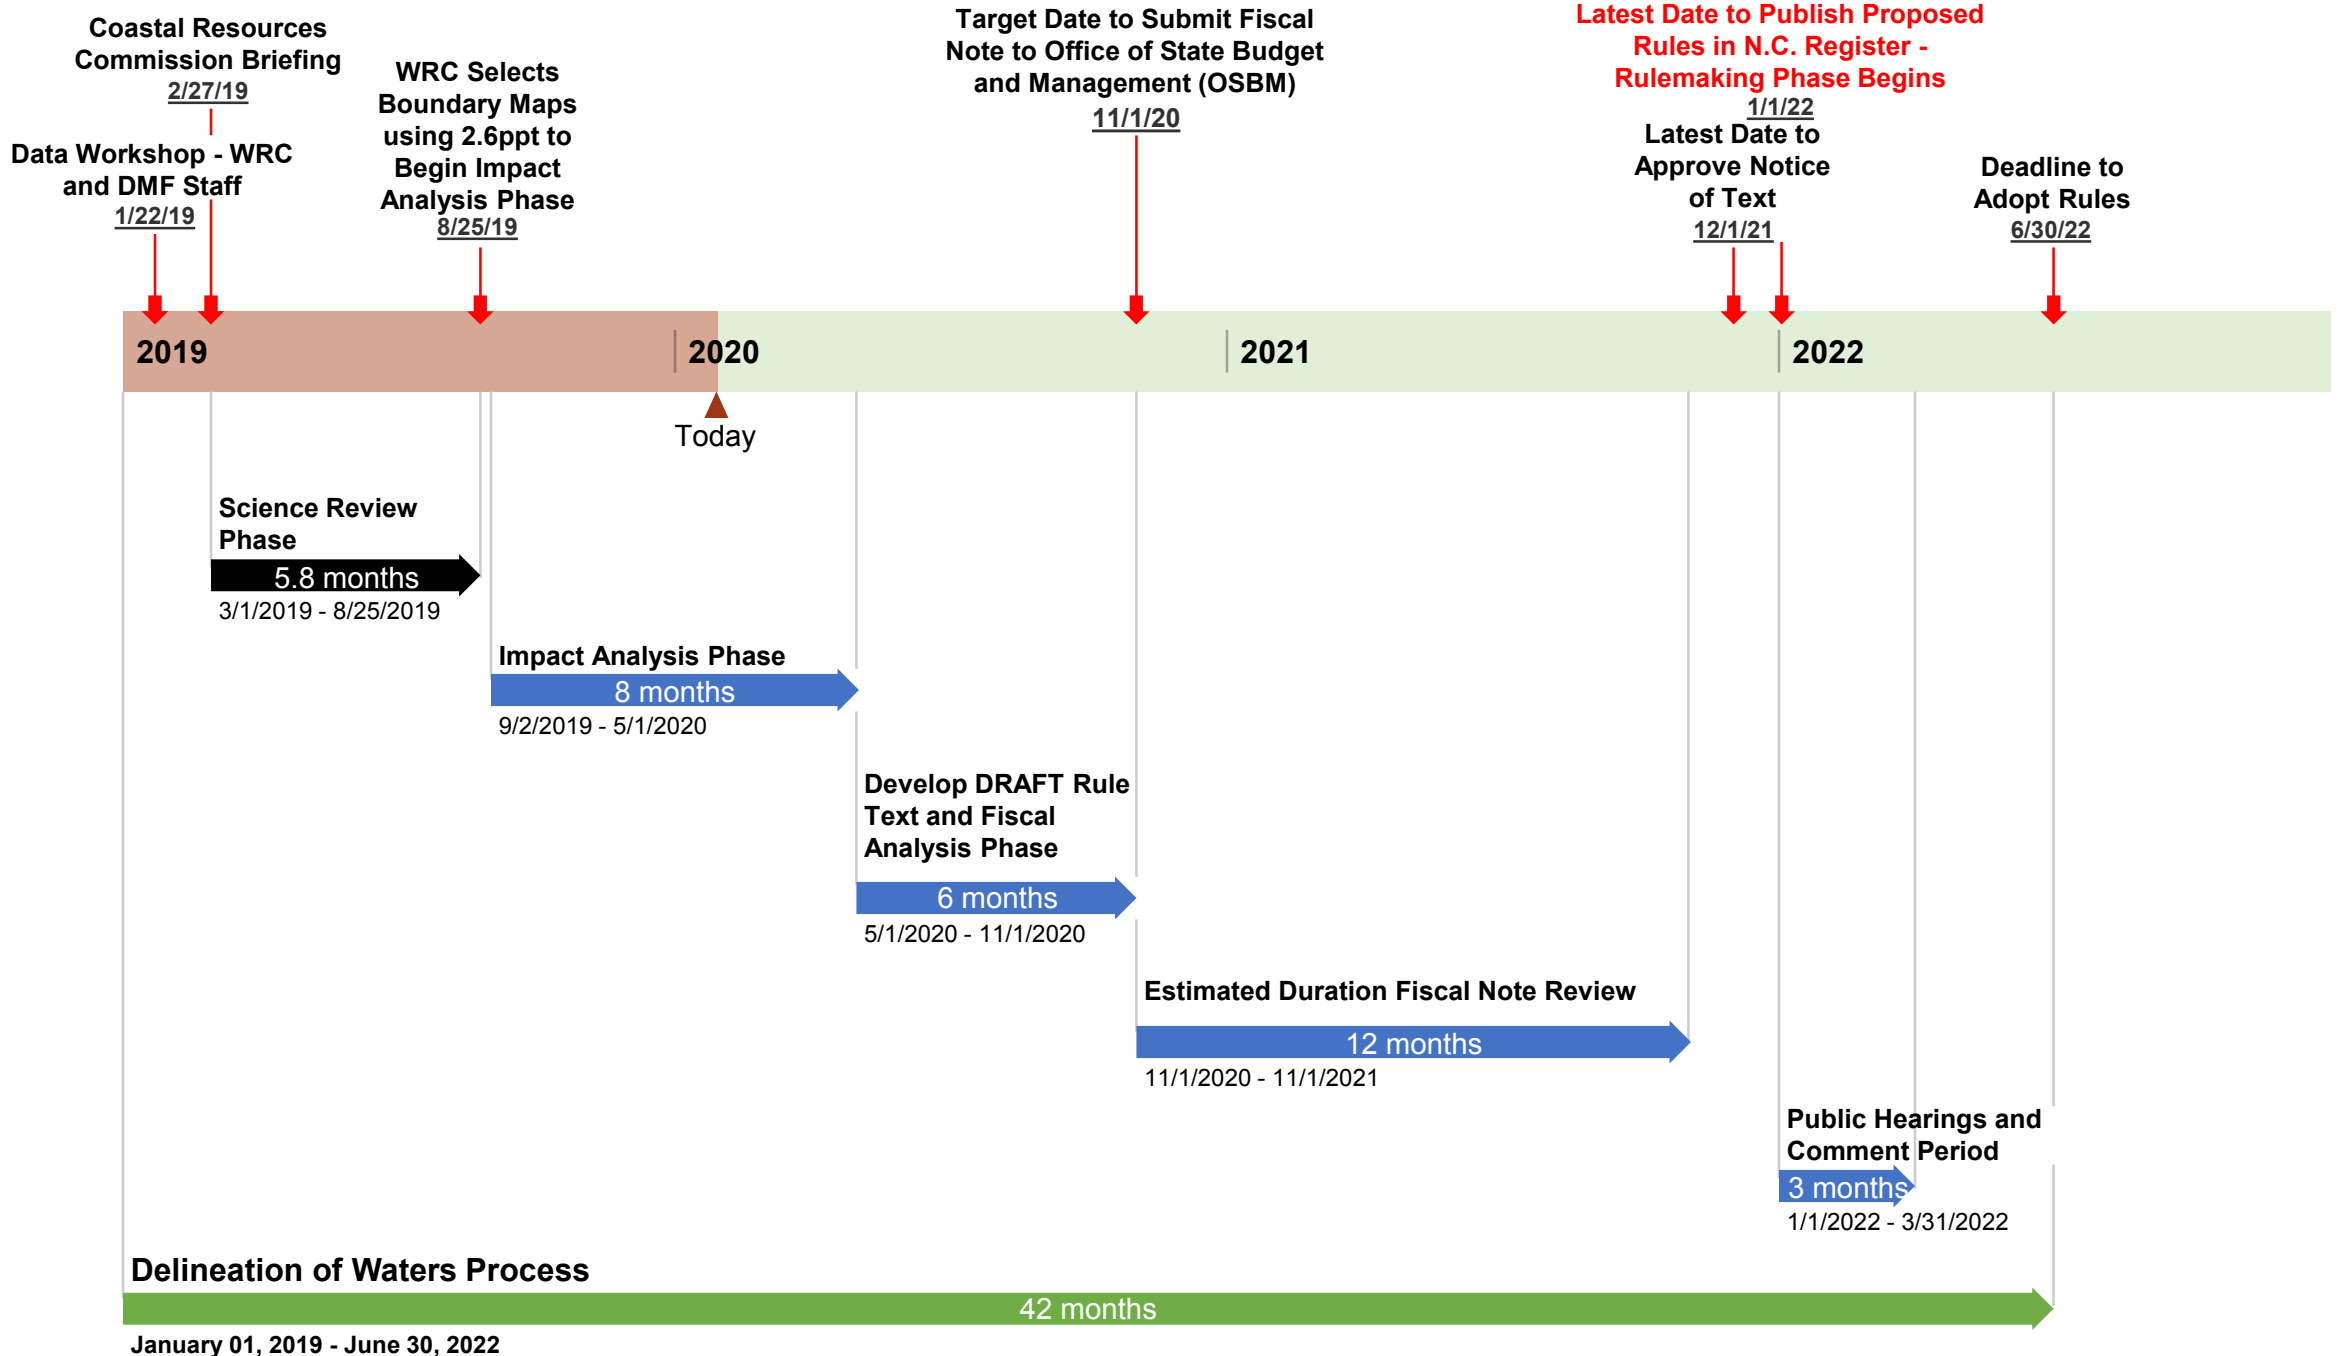 Coastal Resources
Commission Briefing
2/27/19
Data Workshop - WRC
and DMF Staff
1/22/19
WRC Selects
Boundary Maps
using 2.6ppt to
Begin Impact
Analysis Phase
8/25/19
Target Date to Submit Fiscal
Note to Office of State Budget
and Management (OSBM)
11/1/20
Latest Date to Publish Proposed
Rules in N.C. Register -
Rulemaking Phase Begins
1/1/22
Latest Date to
Approve Notice
of Text
12/1/21
Deadline to
Adopt Rules
6/30/22
2019
2020
2021
2022
Today
Science Review
Phase
5.8 months
3/1/2019 - 8/25/2019
Impact Analysis Phase
8 months
9/2/2019 - 5/1/2020
Develop DRAFT Rule
Text and Fiscal
Analysis Phase
6 months
5/1/2020 - 11/1/2020
Estimated Duration Fiscal Note Review
12 months
11/1/2020 - 11/1/2021
Public Hearings and
Comment Period
3 months
1/1/2022 - 3/31/2022
Delineation of Waters Process
42 months
January 01, 2019 - June 30, 2022